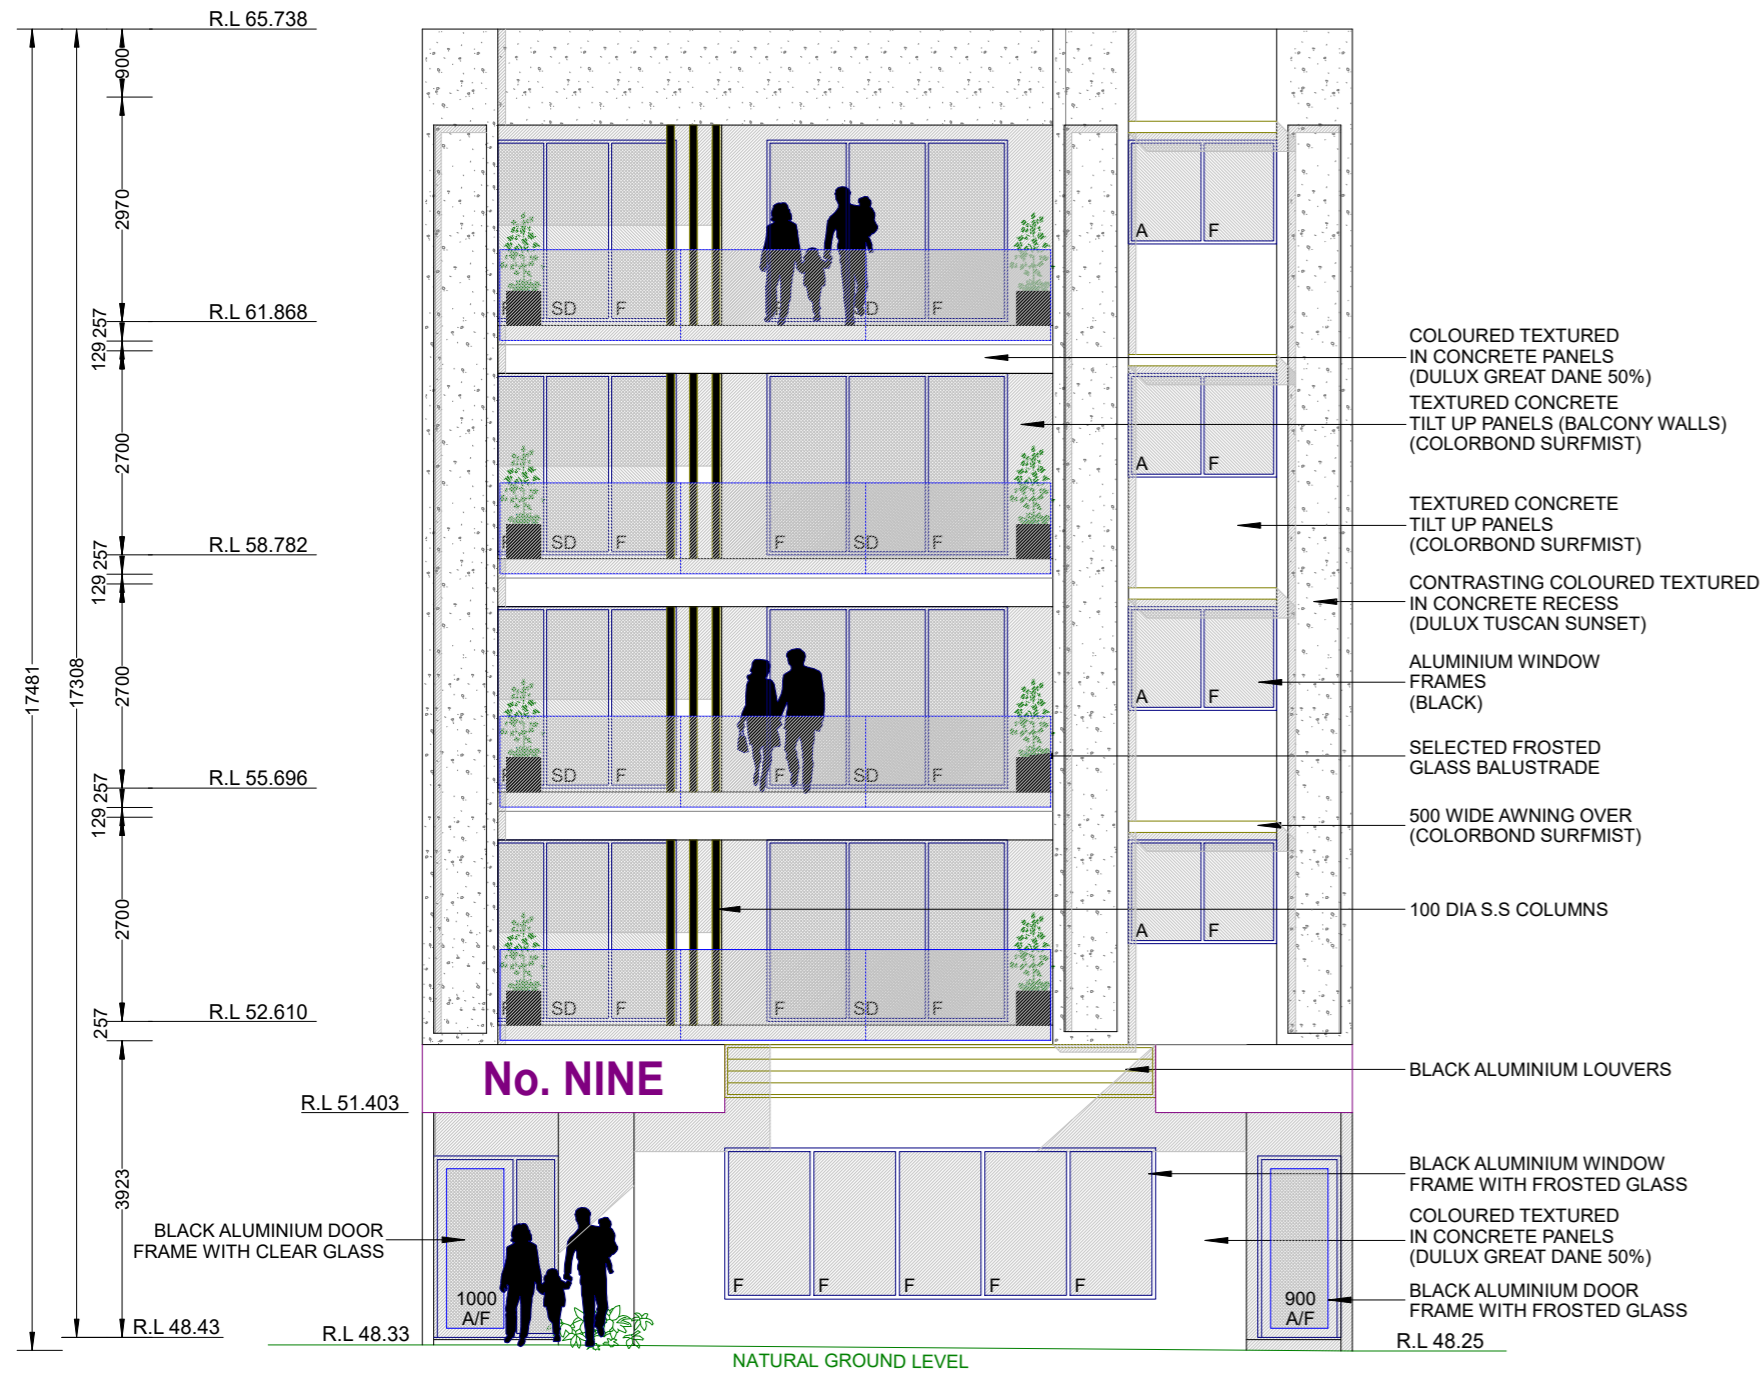 R.L 65.738
900
2970
R.L 61.868
257
129
2700
R.L 58.782
257
129
2700
R.L 55.696
257
129
2700
R.L 52.610
257
3923
17481
17308
R.L 51.403
R.L 48.43
R.L 48.33
R.L 48.25
NATURAL GROUND LEVEL
No. NINE
BLACK ALUMINIUM DOOR
FRAME WITH CLEAR GLASS
1000
A/F
900
A/F
F SD F F SD F
A F
F SD F F SD F
A F
F SD F F SD F
A F
F SD F F SD F
A F
F F F F F
COLOURED TEXTURED
IN CONCRETE PANELS
(DULUX GREAT DANE 50%)
TEXTURED CONCRETE
TILT UP PANELS (BALCONY WALLS)
(COLORBOND SURFMIST)
TEXTURED CONCRETE
TILT UP PANELS
(COLORBOND SURFMIST)
CONTRASTING COLOURED TEXTURED
IN CONCRETE RECESS
(DULUX TUSCAN SUNSET)
ALUMINIUM WINDOW
FRAMES
(BLACK)
SELECTED FROSTED
GLASS BALUSTRADE
500 WIDE AWNING OVER
(COLORBOND SURFMIST)
100 DIA S.S COLUMNS
BLACK ALUMINIUM LOUVERS
BLACK ALUMINIUM WINDOW
FRAME WITH FROSTED GLASS
COLOURED TEXTURED
IN CONCRETE PANELS
(DULUX GREAT DANE 50%)
BLACK ALUMINIUM DOOR
FRAME WITH FROSTED GLASS